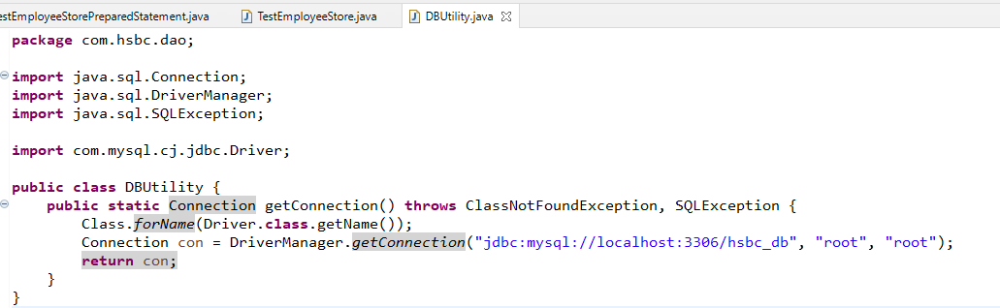 estEmployeeStorePreparedStatement.java TestEmployeeStore.java DBUtility.java
package com.hsbc.dao;
import java.sql.Connection;
import java.sql.DriverManager;
import java.sql.SQLException;
import com.mysql.cj.jdbc.Driver;
public class DBUtility {
public static Connection getConnection() throws ClassNotFoundException, SQLException {
Class.forName(Driver.class.getName());
Connection con = DriverManager.getConnection("jdbc:mysql://localhost:3306/hsbc_db", "root", "root");
return con;
}
}